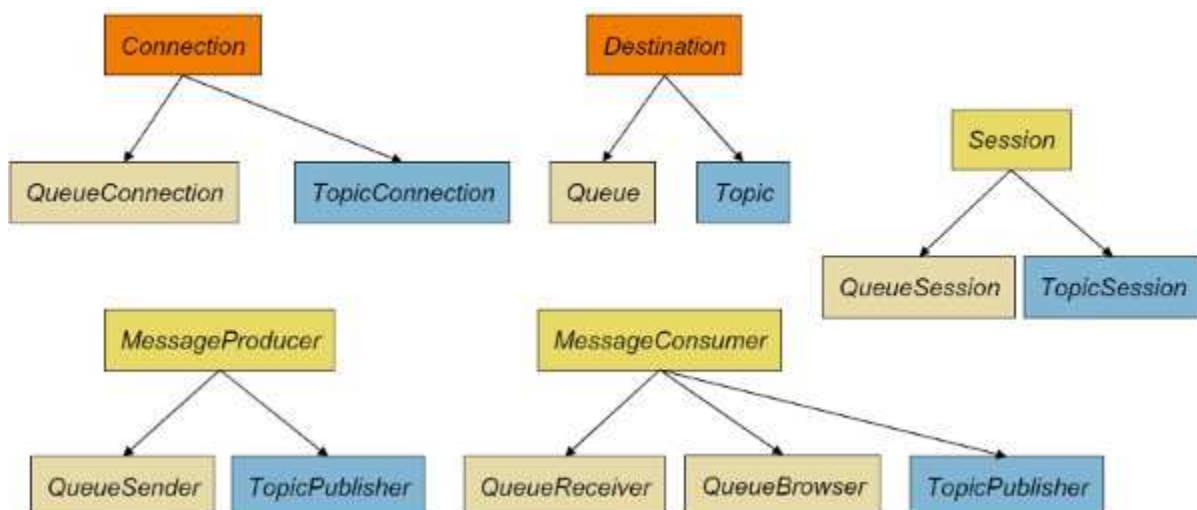 Connection
Destination
Session
QueueConnection
TopicConnection
Queue
Topic
QueueSession
TopicSession
MessageProducer
MessageConsumer
QueueSender
TopicPublisher
QueueReceiver
QueueBrowser
TopicPublisher